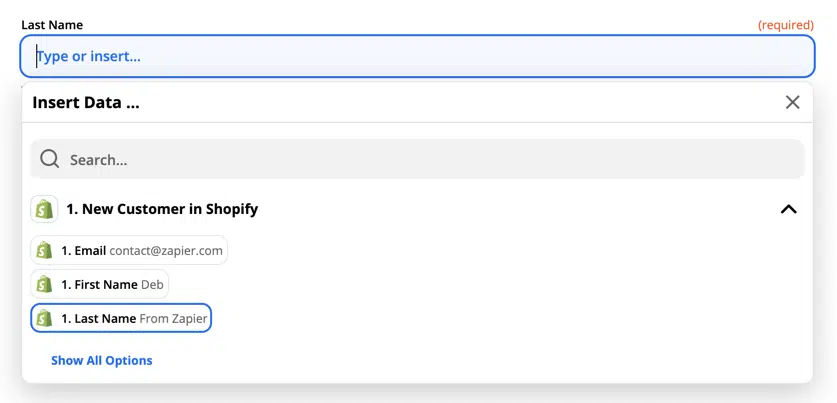 Last Name (required)
Type or insert...
Insert Data ...
Search...
1. New Customer in Shopify
1. Email contact@zapier.com
1. First Name Deb
1. Last Name From Zapier
Show All Options